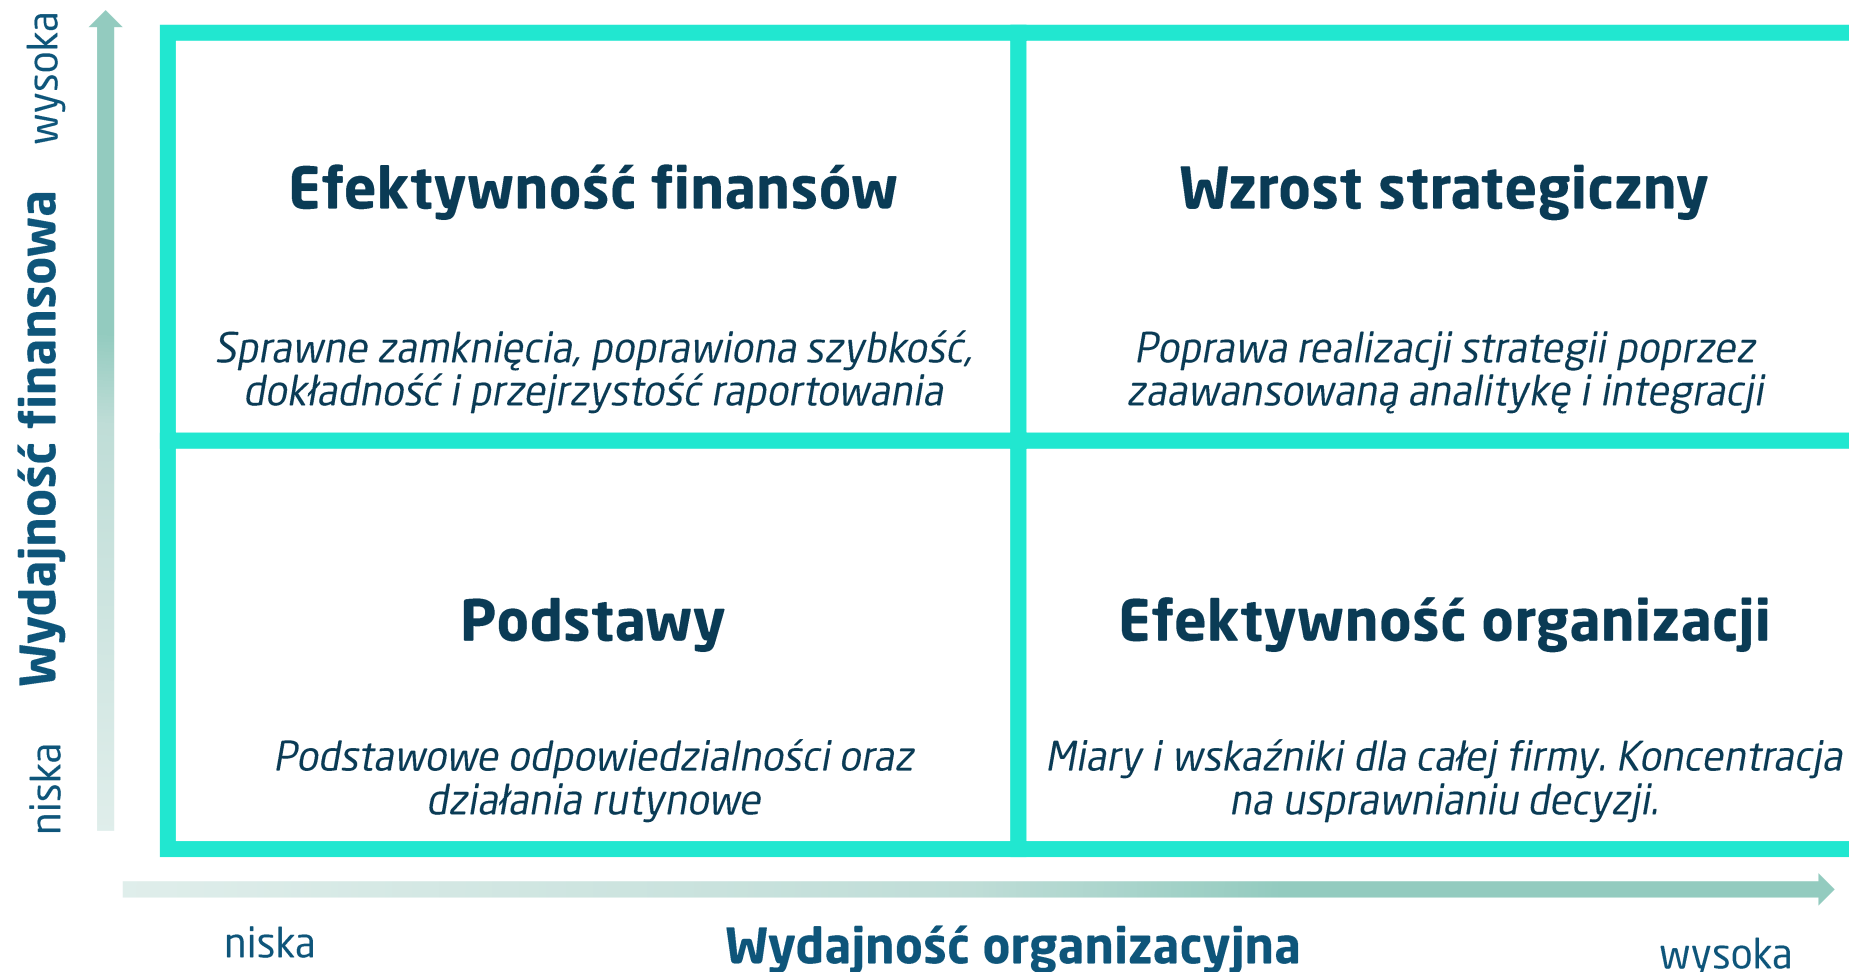 wysoka
Wydajność finansowa
niska
Efektywność finansów
Sprawne zamknięcia, poprawiona szybkość,
dokładność i przejrzystość raportowania
Wzrost strategiczny
Poprawa realizacji strategii poprzez
zaawansowaną analitykę i integracji
Podstawy
Podstawowe odpowiedzialności oraz
działania rutynowe
Efektywność organizacji
Miary i wskaźniki dla całej firmy. Koncentracja
na usprawnianiu decyzji.
niska
Wydajność organizacyjna
wysoka